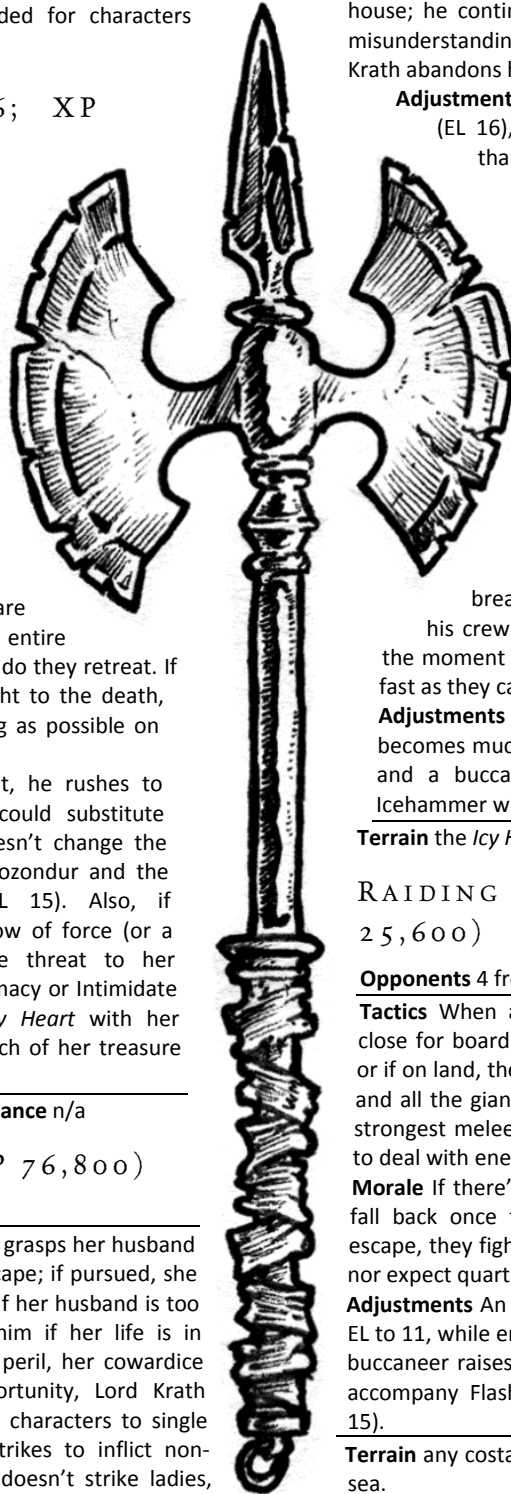 ded for characters
6; XP
are
entire
do they retreat. If
ght to the death,
g as possible on
t, he rushes to
could substitute
esn't change the
ozondur and the
L 15). Also, if
ow of force (or a
e threat to her
macy or Intimidate
y Heart with her
ch of her treasure
ance n/a
P 76,800)
grasps her husband
cape; if pursued, she
f her husband is too
him if her life is in
peril, her cowardice
ortunity, Lord Krath
characters to single
trikes to inflict non-
doesn't strike ladies,
house; he contin
misunderstandin
Krath abandons h
Adjustment
(EL 16),
tha
brea
his crew
the moment
fast as they ca
Adjustments
becomes muc
and a bucca
Icehammer w
Terrain the Icy H
RAIDING
25,600)
Opponents 4 fr
Tactics When a
close for board
or if on land, the
and all the gian
strongest melee
to deal with ene
Morale If there'
fall back once t
escape, they figh
nor expect quart
Adjustments An
EL to 11, while e
buccaneer raises
accompany Flash
15).
Terrain any costa
sea.